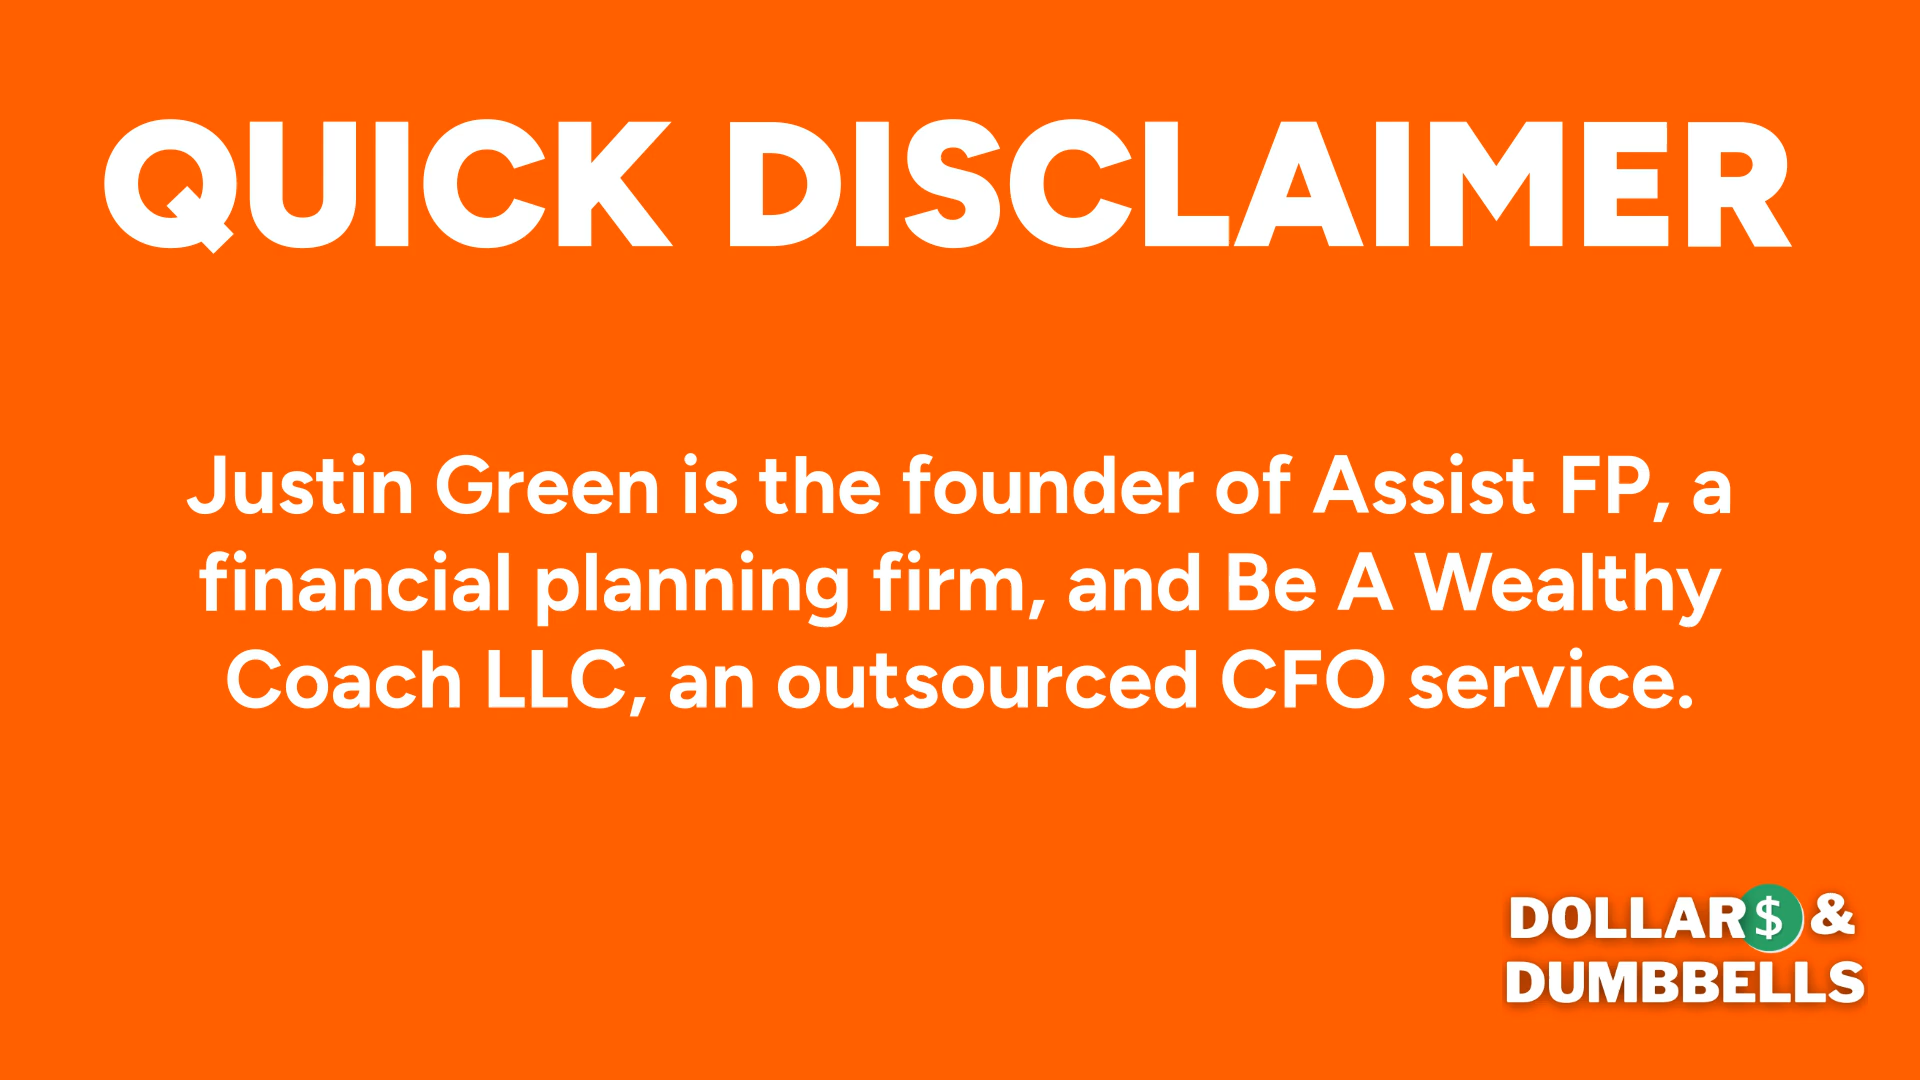 QUICK DISCLAIMER
Justin Green is the founder of Assist FP, a
financial planning firm, and Be A Wealthy
Coach LLC, an outsourced CFO service.
DOLLAR$ &
DUMBBELLS